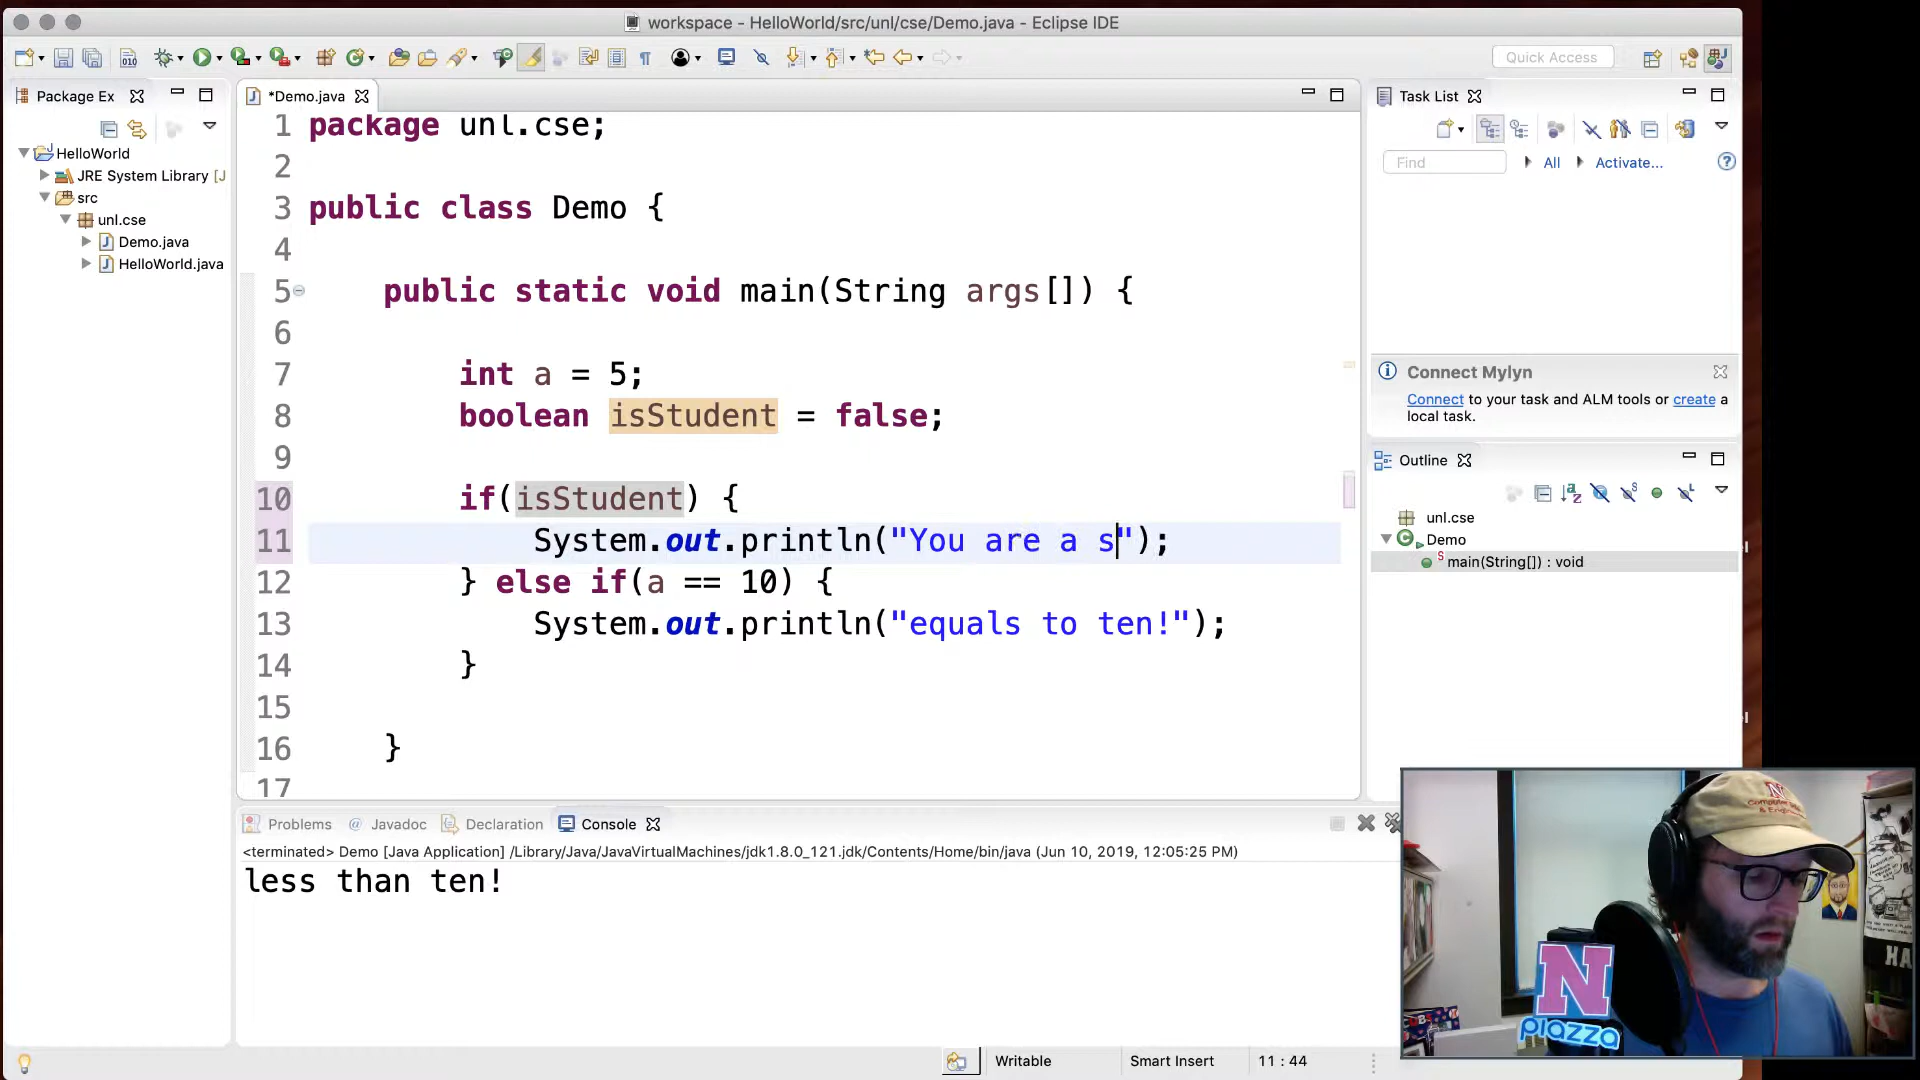 workspace - HelloWorld/src/unl/cse/Demo.java - Eclipse IDE
Quick Access
Package Ex
*Demo.java
Task List
HelloWorld
JRE System Library [J
src
unl.cse
Demo.java
HelloWorld.java
1 package unl.cse;
2
3 public class Demo {
4
5 public static void main(String args[]) {
6
7 int a = 5;
8 boolean isStudent = false;
9
10 if(isStudent) {
11 System.out.println("You are a s");
12 } else if(a == 10) {
13 System.out.println("equals to ten!");
14 }
15
16 }
17
Find
All
Activate...
Connect Mylyn
Connect to your task and ALM tools or create a
local task.
Outline
unl.cse
Demo
main(String[]) : void
Problems
Javadoc
Declaration
Console
<terminated> Demo [Java Application] /Library/Java/JavaVirtualMachines/jdk1.8.0_121.jdk/Contents/Home/bin/java (Jun 10, 2019, 12:05:25 PM)
less than ten!
Writable
Smart Insert
11 : 44
N
Computer
& Engineering
N
piazza
HA